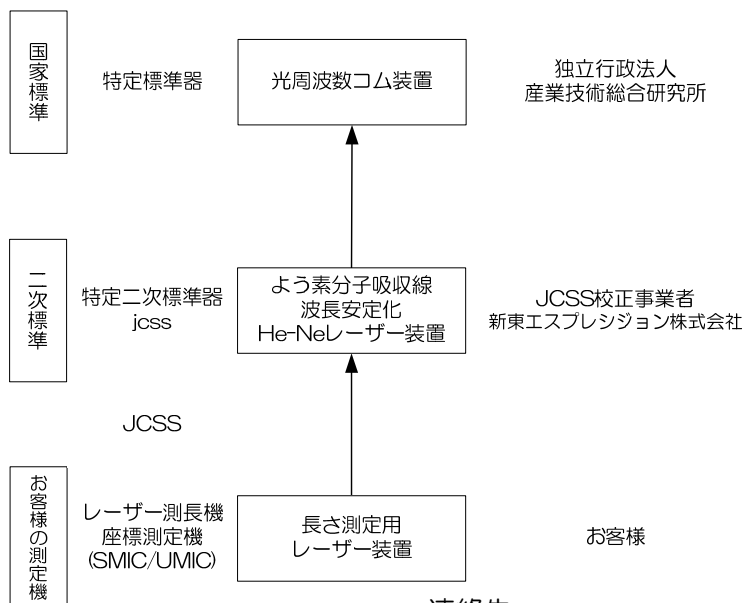 国家標準
特定標準器
光周波数コム装置
独立行政法人
産業技術総合研究所
二次標準
特定二次標準器
jcss
よう素分子吸収線
波長安定化
He-Neレーザー装置
JCSS校正事業者
新東エスプレシジョン株式会社
JCSS
お客様の測定機
レーザー測長機
座標測定機
(SMIC/UMIC)
長さ測定用
レーザー装置
お客様